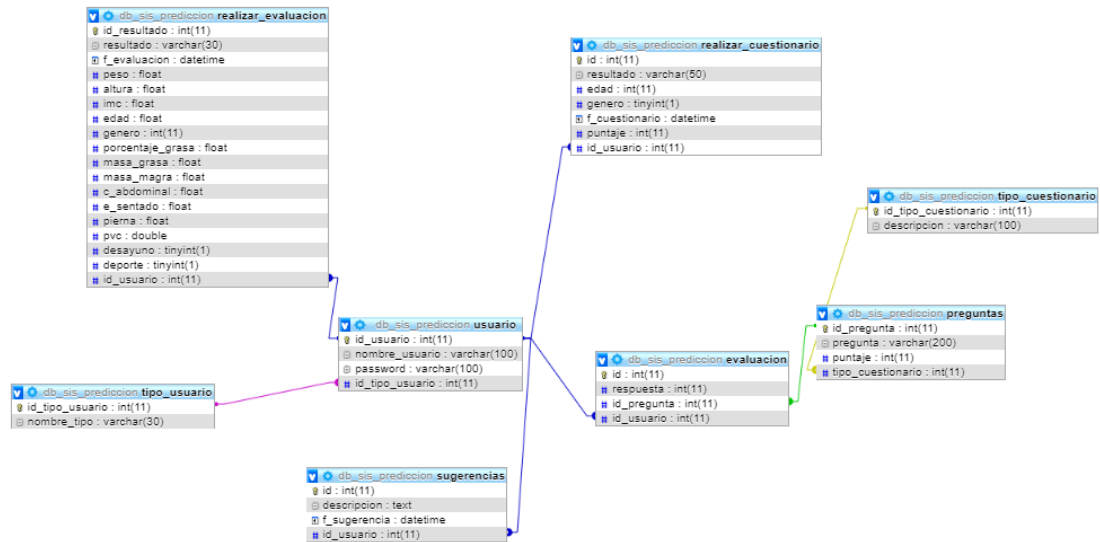 db_sis_prediccion realizar_evaluacion
id_resultado : int(11)
resultado : varchar(30)
f_evaluacion : datetime
peso : float
altura : float
imc : float
edad : float
genero : int(11)
porcentaje_grasa : float
masa_grasa : float
masa_magra : float
c_abdominal : float
e_sentado : float
pierna : float
pvc : double
desayuno : tinyint(1)
deporte : tinyint(1)
id_usuario : int(11)
db_sis_prediccion realizar_cuestionario
id : int(11)
resultado : varchar(50)
edad : int(11)
genero : tinyint(1)
f_cuestionario : datetime
puntaje : int(11)
id_usuario : int(11)
db_sis_prediccion tipo_cuestionario
id_tipo_cuestionario : int(11)
descripcion : varchar(100)
db_sis_prediccion usuario
id_usuario : int(11)
nombre_usuario : varchar(100)
password : varchar(100)
id_tipo_usuario : int(11)
db_sis_prediccion preguntas
id_pregunta : int(11)
pregunta : varchar(200)
puntaje : int(11)
tipo_cuestionario : int(11)
db_sis_prediccion evaluacion
id : int(11)
respuesta : int(11)
id_pregunta : int(11)
id_usuario : int(11)
db_sis_prediccion tipo_usuario
id_tipo_usuario : int(11)
nombre_tipo : varchar(30)
db_sis_prediccion sugerencias
id : int(11)
descripcion : text
f_sugerencia : datetime
id_usuario : int(11)